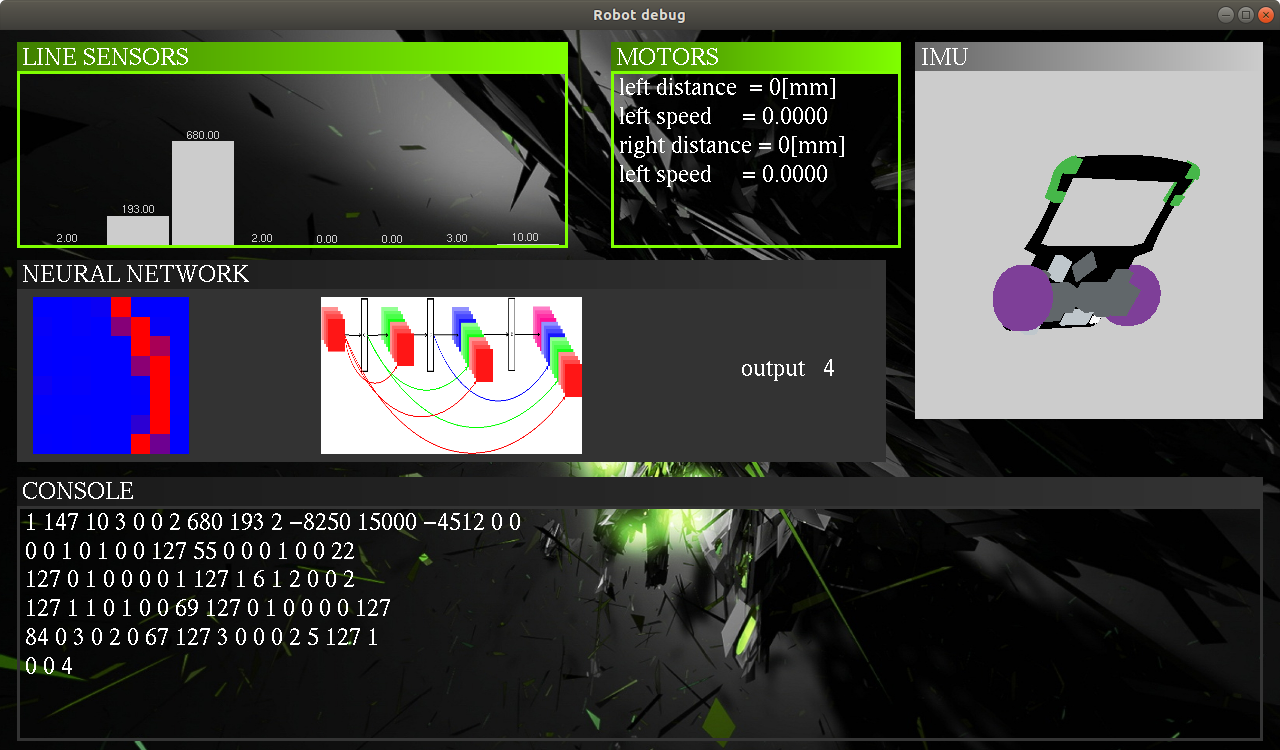 Robot debug
LINE SENSORS
680.00
193.00
2.00
2.00
0.00
0.00
3.00
10.00
MOTORS
left distance = 0[mm]
left speed = 0.0000
right distance = 0[mm]
left speed = 0.0000
IMU
NEURAL NETWORK
output 4
CONSOLE
1 147 10 3 0 0 2 680 193 2 −8250 15000 −4512 0 0
0 0 1 0 1 0 0 127 55 0 0 0 1 0 0 22
127 0 1 0 0 0 0 1 127 1 6 1 2 0 0 2
127 1 1 0 1 0 0 69 127 0 1 0 0 0 0 127
84 0 3 0 2 0 67 127 3 0 0 0 2 5 127 1
0 0 4